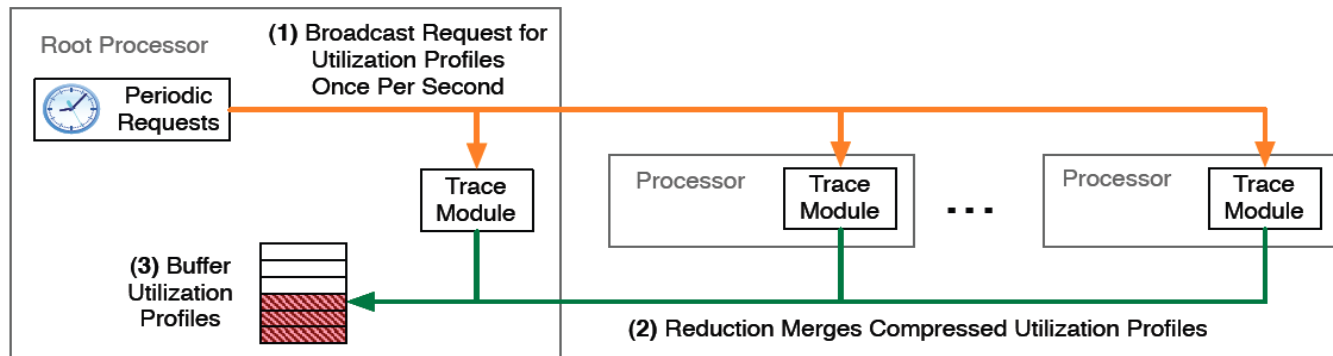 Root Processor
(1) Broadcast Request for
Utilization Profiles
Once Per Second
Periodic
Requests
Trace
Module
Processor
Trace
Module
...
Processor
Trace
Module
(3) Buffer
Utilization
Profiles
(2) Reduction Merges Compressed Utilization Profiles